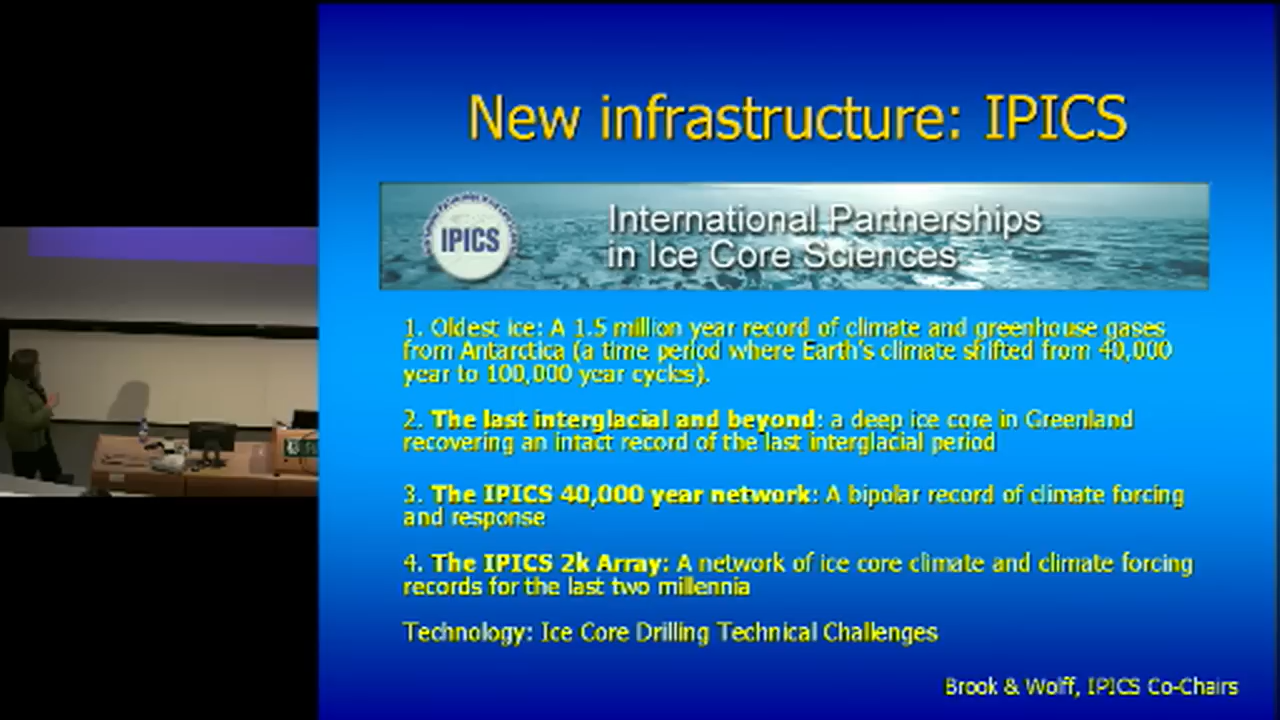 New infrastructure: IPICS
IPICS
International Partnerships
in Ice Core Sciences
1. Oldest ice: A 1.5 million year record of climate and greenhouse gases
from Antarctica (a time period where Earth's climate shifted from 40,000
year to 100,000 year cycles).
2. The last interglacial and beyond: a deep ice core in Greenland
recovering an intact record of the last interglacial period
3. The IPICS 40,000 year network: A bipolar record of climate forcing
and response
4. The IPICS 2k Array: A network of ice core climate and climate forcing
records for the last two millennia
Technology: Ice Core Drilling Technical Challenges
Brook & Wolff, IPICS Co-Chairs